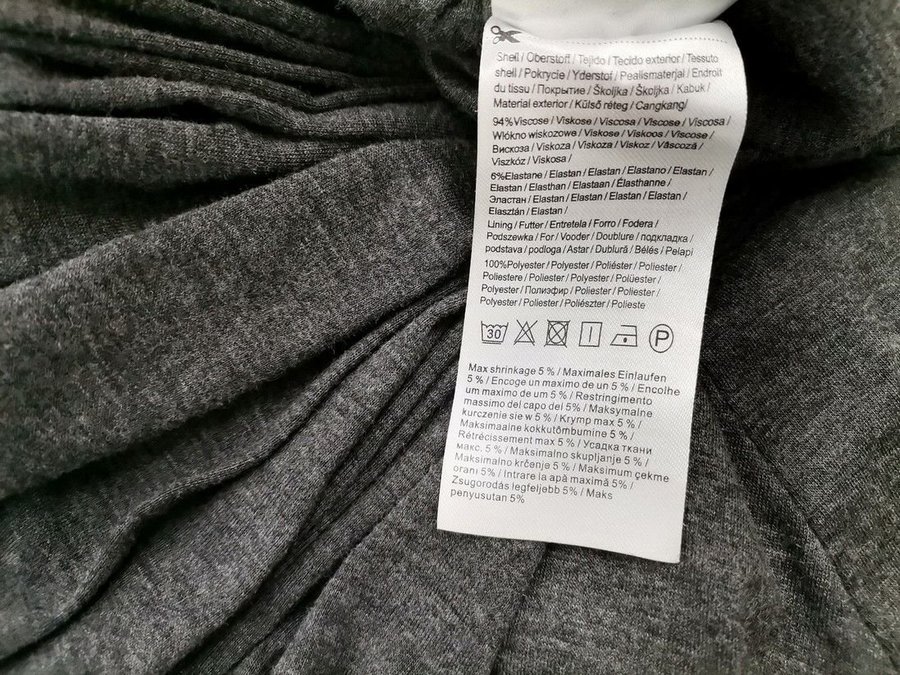 Shell / Oberstoff / Tejido / Tecido exterior / Tessuto
shell / Pokrycie / Yderstof / Pealismaterjal / Endroit
du tissu / Покрытие / Školjka / Školjka / Kabuk /
Material exterior / Külső réteg / Cangkang/
94%Viscose / Viskose / Viscosa / Viscose / Viscosa /
Włókno wiskozowe / Viskose / Viskoos / Viscose /
Вискоза / Viskoza / Viskoza / Viskoz / Vâscoză /
Viszkóz / Viskosa /
6%Elastane / Elastan / Elastan / Elastano / Elastan /
Elastan / Elasthan / Elastaan / Élasthanne /
Эластан / Elastan / Elastan / Elastan / Elastan /
Elasztán / Elastan /
Lining / Futter / Entretela / Forro / Fodera /
Podszewka / For / Vooder / Doublure / подкладка /
podstava / podloga / Astar / Dublură / Bélés / Pelapi
100%Polyester / Polyester / Poliéster / Poliester /
Poliestere / Poliester / Polyester / Polüester /
Polyester / Полиэфир / Poliester / Poliester /
Polyester / Poliester / Poliészter / Polieste
30 P
Max shrinkage 5 % / Maximales Einlaufen
5 % / Encoge un maximo de un 5 % / Encolhe
um maximo de um 5 % / Restringimento
massimo del capo del 5% / Maksymalne
kurczenie sie w 5 % / Krymp max 5 % /
Maksimaalne kokkutõmbumine 5 % /
Rétrécissement max 5 % / Усадка ткани
макс. 5 % / Maksimalno skupljanje 5 % /
Maksimalno krčenje 5 % / Maksimum çekme
oranı 5% / Intrare la apă maximă 5% /
Zsugorodás legfeljebb 5% / Maks
penyusutan 5%